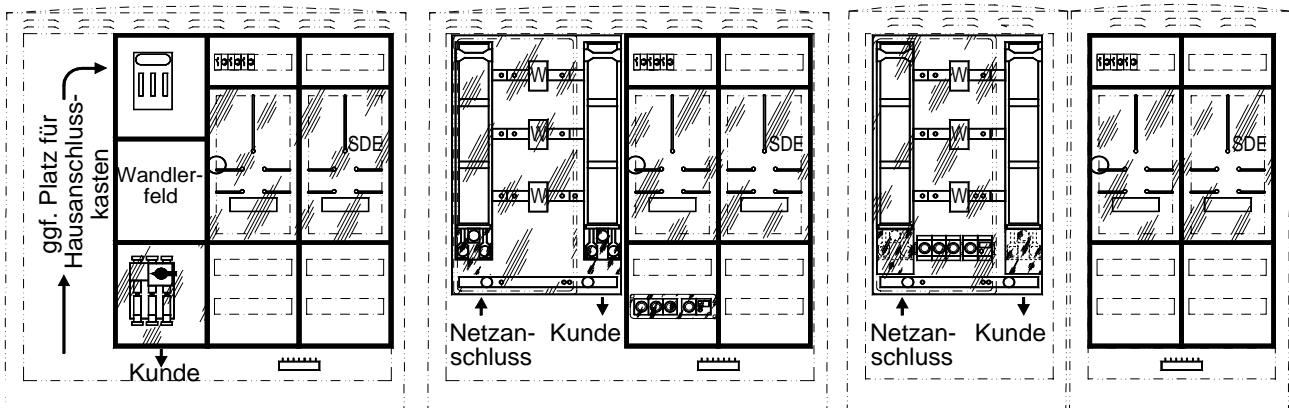 ggf. Platz für
Hausanschluss-
kasten
Wandler-
feld
SDE
Kunde
W
W
W
SDE
Netzan-
schluss
Kunde
W
W
W
SDE
Netzan-
schluss
Kunde